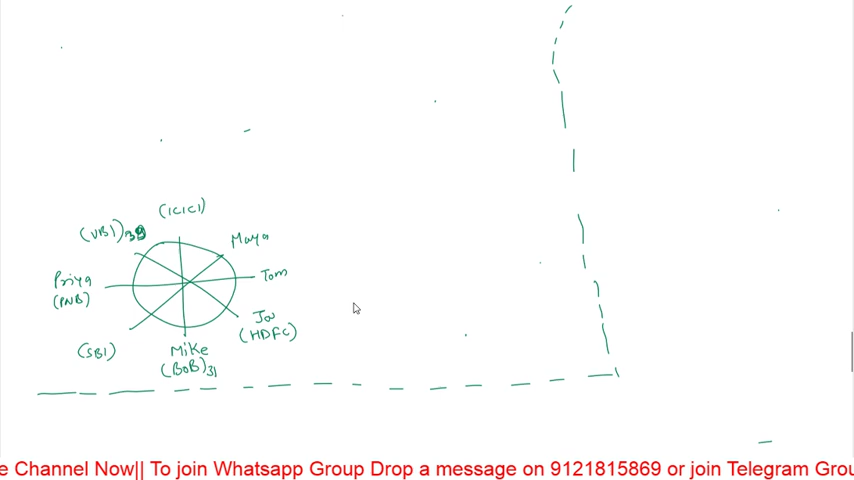 (ICICI)
(UBI)39
Maya
Tom
Priya
(PNB)
Joe
(HDFC)
(SBI)
Mike
(BOB)31
e Channel Now|| To join Whatsapp Group Drop a message on 9121815869 or join Telegram Grou